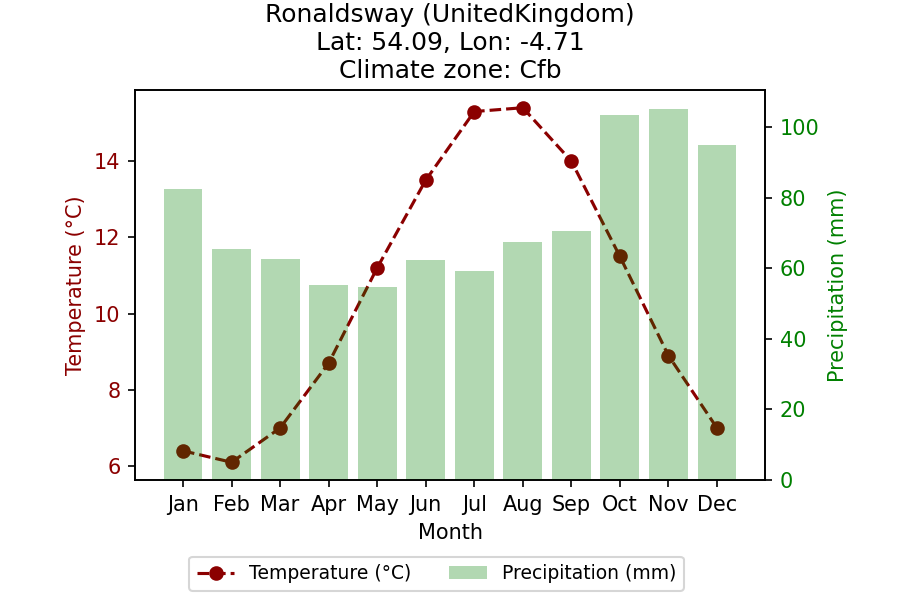 Ronaldsway (UnitedKingdom)
Lat: 54.09, Lon: -4.71
Climate zone: Cfb
Temperature (°C)
14
12
10
8
6
100
80
60
40
20
0
Precipitation (mm)
Jan Feb Mar Apr May Jun Jul Aug Sep Oct Nov Dec
Month
Temperature (°C) Precipitation (mm)